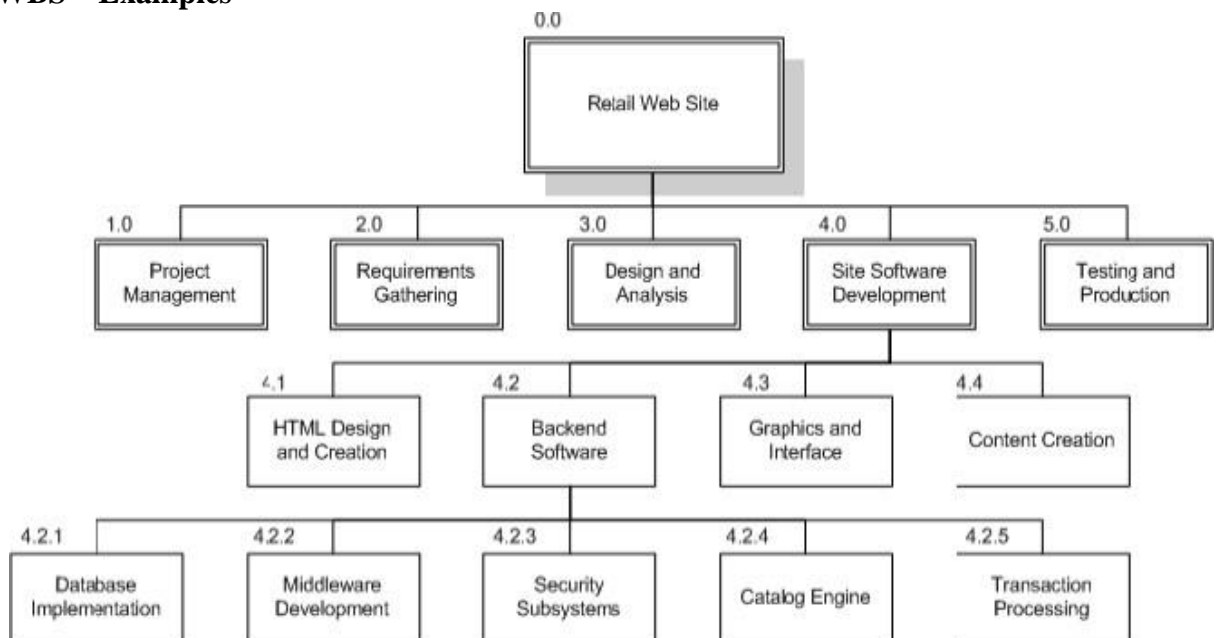 WBS – Examples
0.0
Retail Web Site
1.0
Project
Management
2.0
Requirements
Gathering
3.0
Design and
Analysis
4.0
Site Software
Development
5.0
Testing and
Production
4.1
HTML Design
and Creation
4.2
Backend
Software
4.3
Graphics and
Interface
4.4
Content Creation
4.2.1
Database
Implementation
4.2.2
Middleware
Development
4.2.3
Security
Subsystems
4.2.4
Catalog Engine
4.2.5
Transaction
Processing